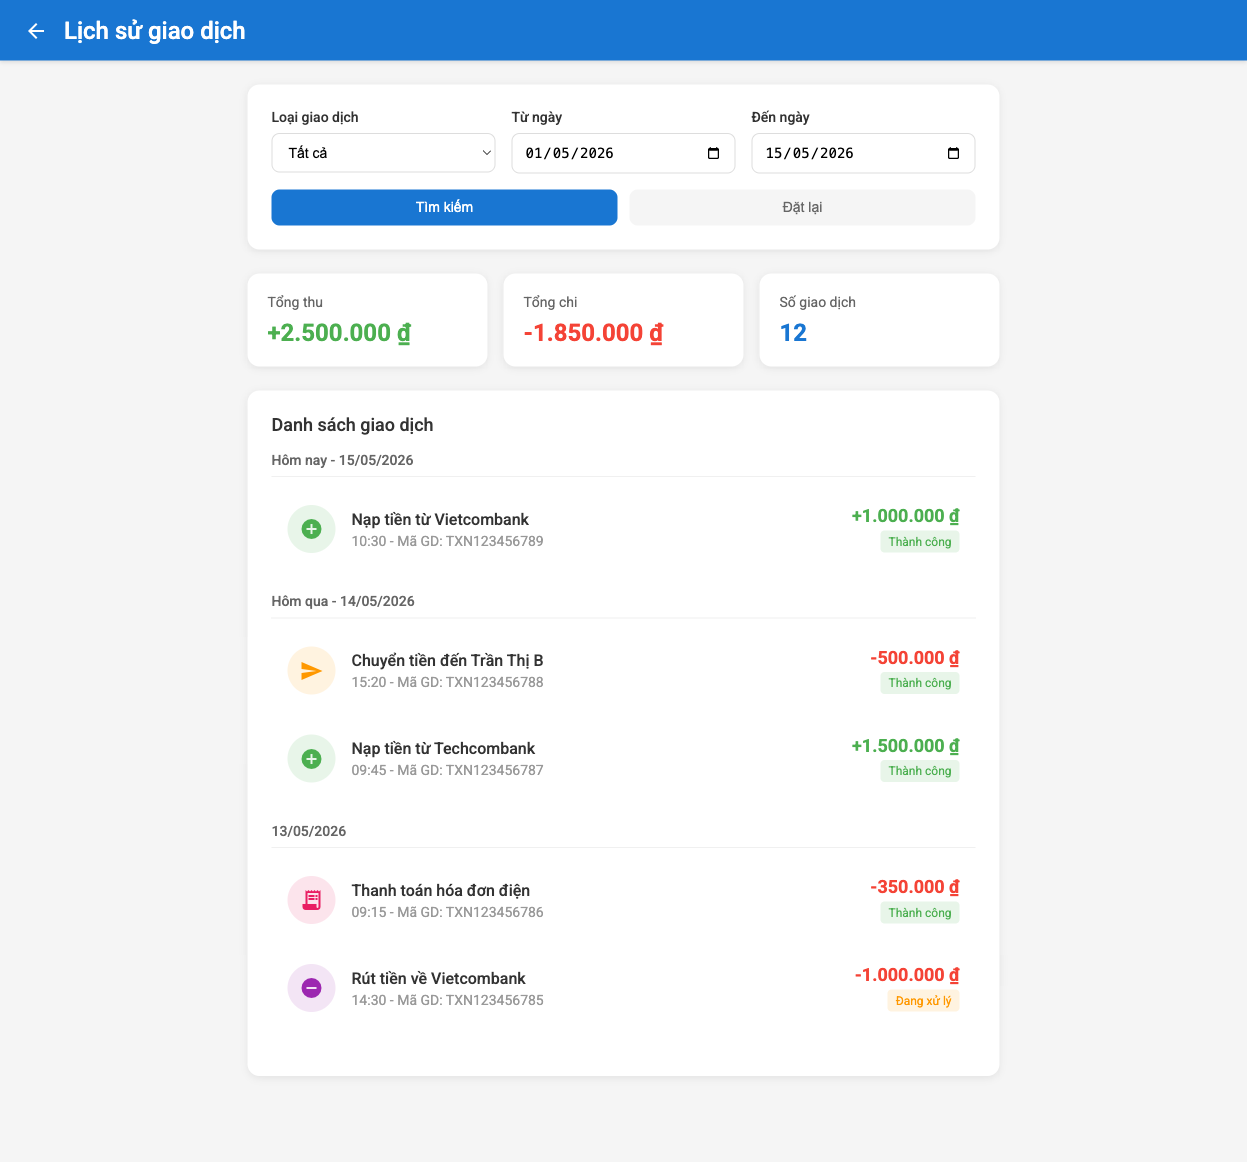 Lịch sử giao dịch
Loại giao dịch
Từ ngày
Đến ngày
Tất cả
01/05/2026
15/05/2026
Tìm kiếm
Đặt lại
Tổng thu
+2.500.000 ₫
Tổng chi
-1.850.000 ₫
Số giao dịch
12
Danh sách giao dịch
Hôm nay - 15/05/2026
Nạp tiền từ Vietcombank
10:30 - Mã GD: TXN123456789
+1.000.000 ₫
Thành công
Hôm qua - 14/05/2026
Chuyển tiền đến Trần Thị B
15:20 - Mã GD: TXN123456788
-500.000 ₫
Thành công
Nạp tiền từ Techcombank
09:45 - Mã GD: TXN123456787
+1.500.000 ₫
Thành công
13/05/2026
Thanh toán hóa đơn điện
09:15 - Mã GD: TXN123456786
-350.000 ₫
Thành công
Rút tiền về Vietcombank
14:30 - Mã GD: TXN123456785
-1.000.000 ₫
Đang xử lý